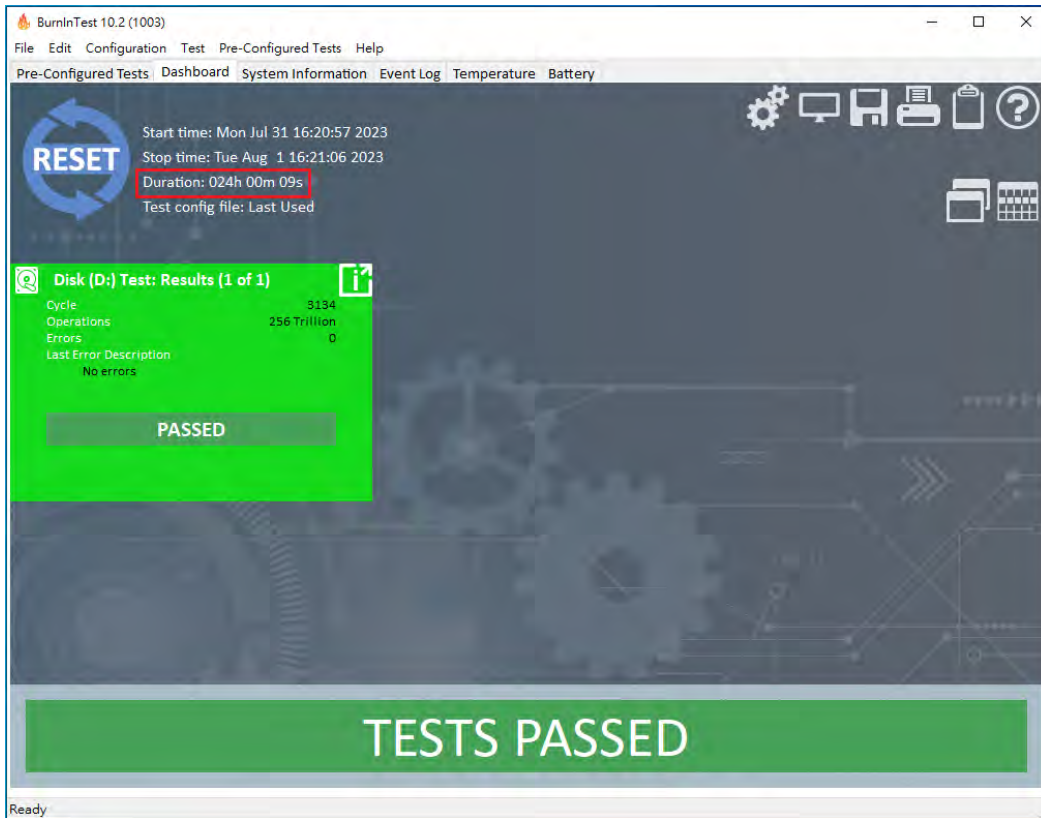 BurnInTest 10.2 (1003)
File Edit Configuration Test Pre-Configured Tests Help
Pre-Configured Tests Dashboard System Information Event Log Temperature Battery
RESET
Start time: Mon Jul 31 16:20:57 2023
Stop time: Tue Aug 1 16:21:06 2023
Duration: 024h 00m 09s
Test config file: Last Used
Disk (D:) Test: Results (1 of 1)
Cycle 3134
Operations 256 Trillion
Errors 0
Last Error Description
No errors
PASSED
TESTS PASSED
Ready